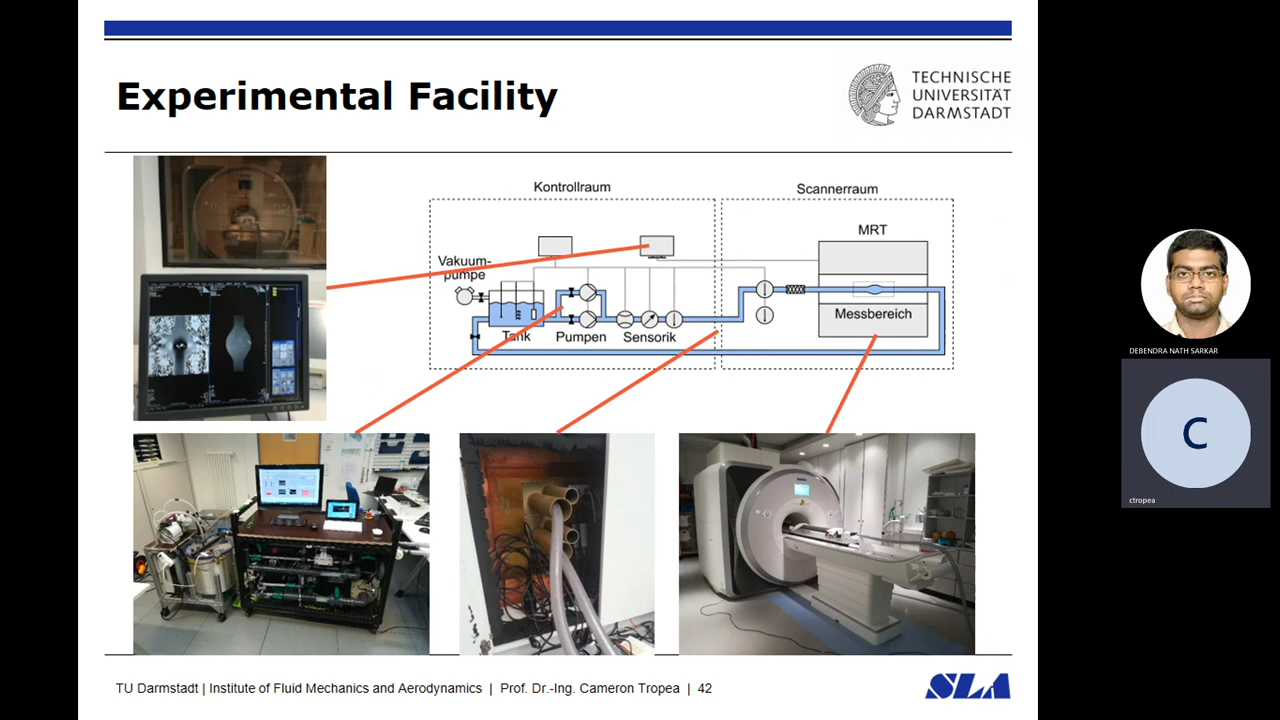 Experimental Facility
TECHNISCHE
UNIVERSITÄT
DARMSTADT
Kontrollraum
Scannerraum
MRT
Vakuum-
pumpe
Messbereich
Tank
Pumpen
Sensorik
TU Darmstadt | Institute of Fluid Mechanics and Aerodynamics | Prof. Dr.-Ing. Cameron Tropea | 42
SLA
DEBENDRA NATH SARKAR
C
ctropea